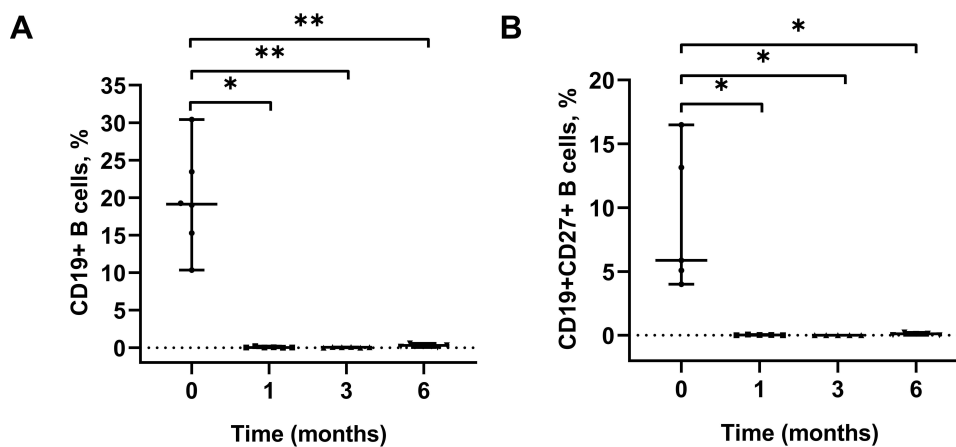 A
**
**
*
35
30
25
20
15
10
5
0
CD19+ B cells, %
0 1 3 6
Time (months)
B
*
*
*
20
15
10
5
0
CD19+CD27+ B cells, %
0 1 3 6
Time (months)